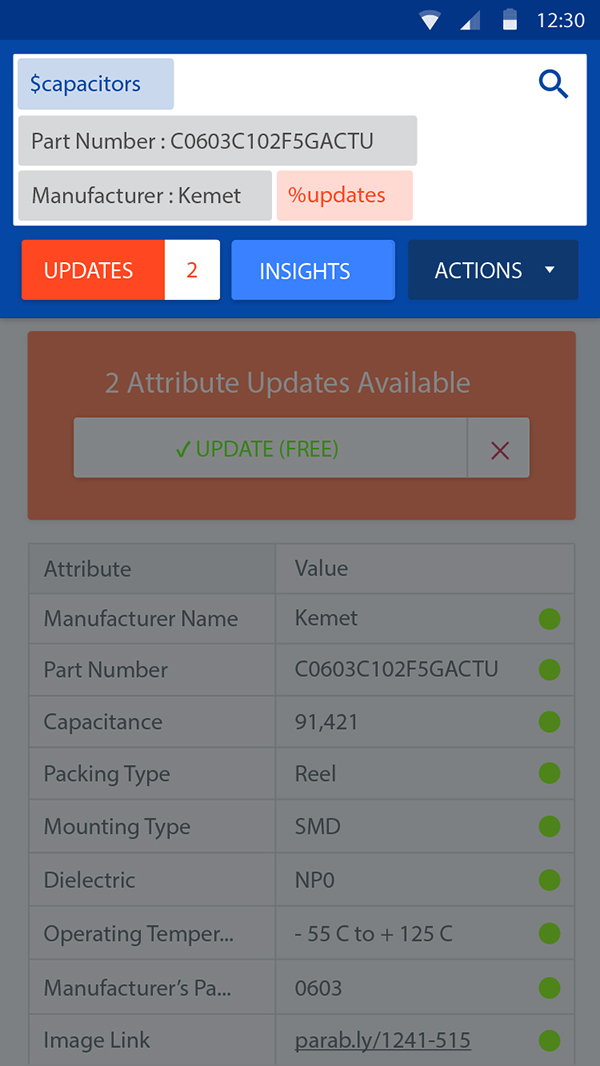 12:30
$capacitors
Part Number : C0603C102F5GACTU
Manufacturer : Kemet %updates
UPDATES 2 INSIGHTS ACTIONS
2 Attribute Updates Available
✓ UPDATE (FREE)
Attribute Value
Manufacturer Name Kemet
Part Number C0603C102F5GACTU
Capacitance 91,421
Packing Type Reel
Mounting Type SMD
Dielectric NP0
Operating Temper... - 55 C to + 125 C
Manufacturer’s Pa... 0603
Image Link parab.ly/1241-515